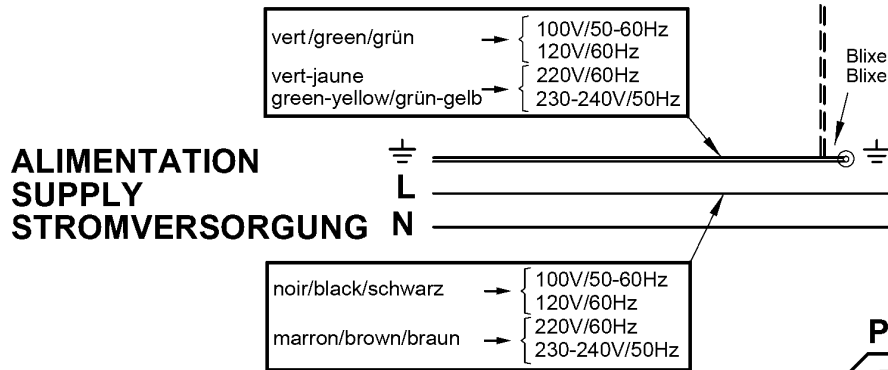 vert/green/grün
100V/50-60Hz
120V/60Hz
vert-jaune
green-yellow/grün-gelb
220V/60Hz
230-240V/50Hz
Blixe
Blixe
ALIMENTATION
SUPPLY
STROMVERSORGUNG
L
N
noir/black/schwarz
100V/50-60Hz
120V/60Hz
marron/brown/braun
220V/60Hz
230-240V/50Hz
P